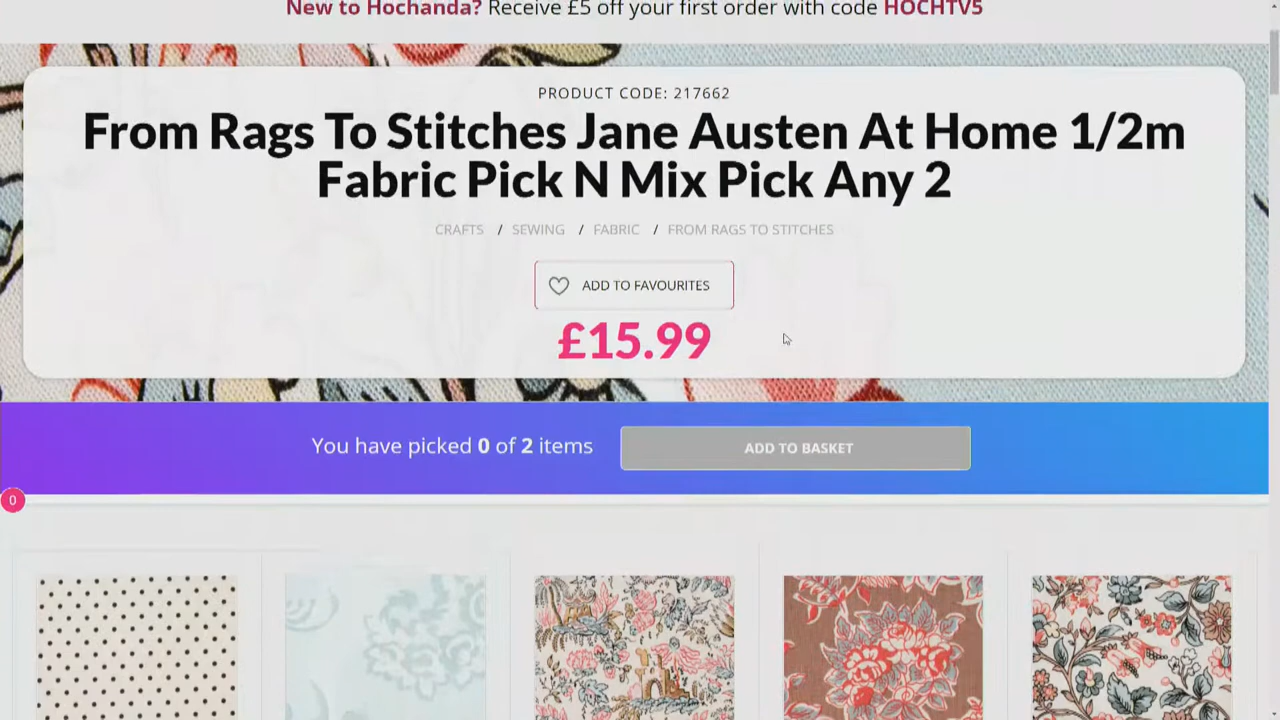 New to Hochanda? Receive £5 off your first order with code HOCHTV5
PRODUCT CODE: 217662
From Rags To Stitches Jane Austen At Home 1/2m
Fabric Pick N Mix Pick Any 2
CRAFTS / SEWING / FABRIC / FROM RAGS TO STITCHES
ADD TO FAVOURITES
£15.99
You have picked 0 of 2 items
ADD TO BASKET
0